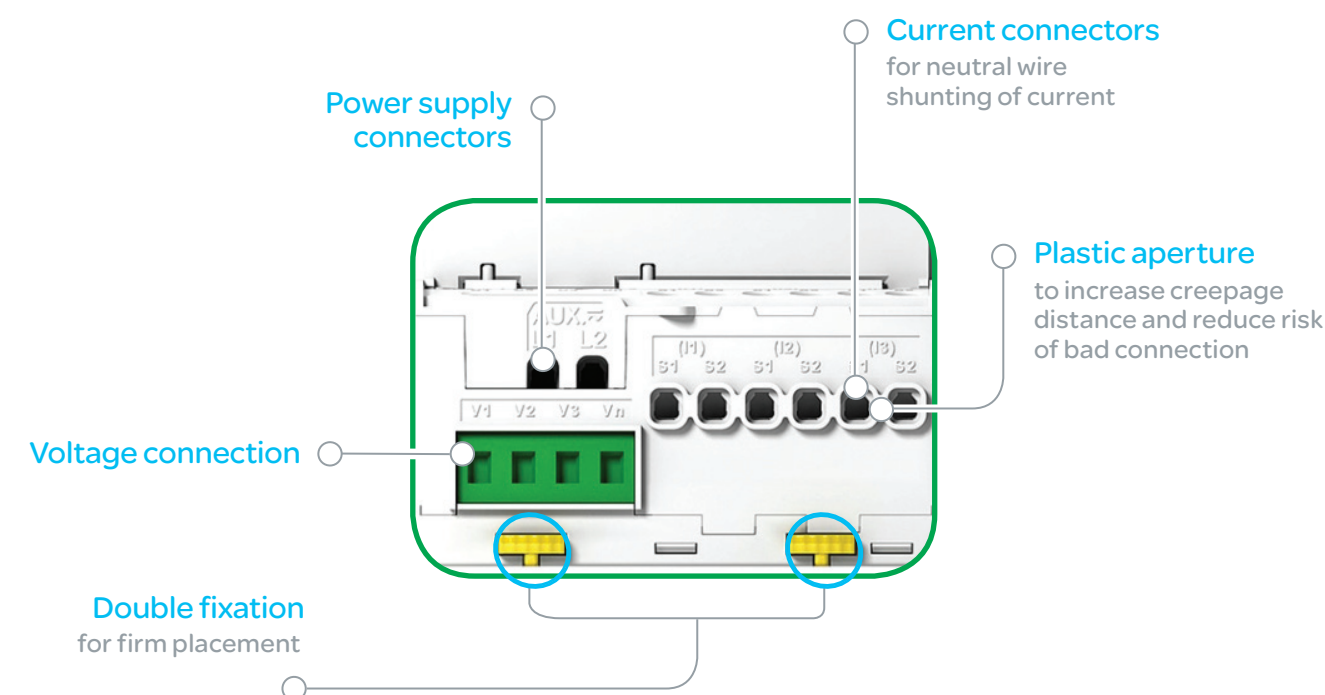 Current connectors
for neutral wire
shunting of current
Power supply
connectors
Plastic aperture
to increase creepage
distance and reduce risk
of bad connection
AUX.
L1 L2
(I1) (I2) (I3)
S1 S2 S1 S2 S1 S2
V1 V2 V3 Vn
Voltage connection
Double fixation
for firm placement